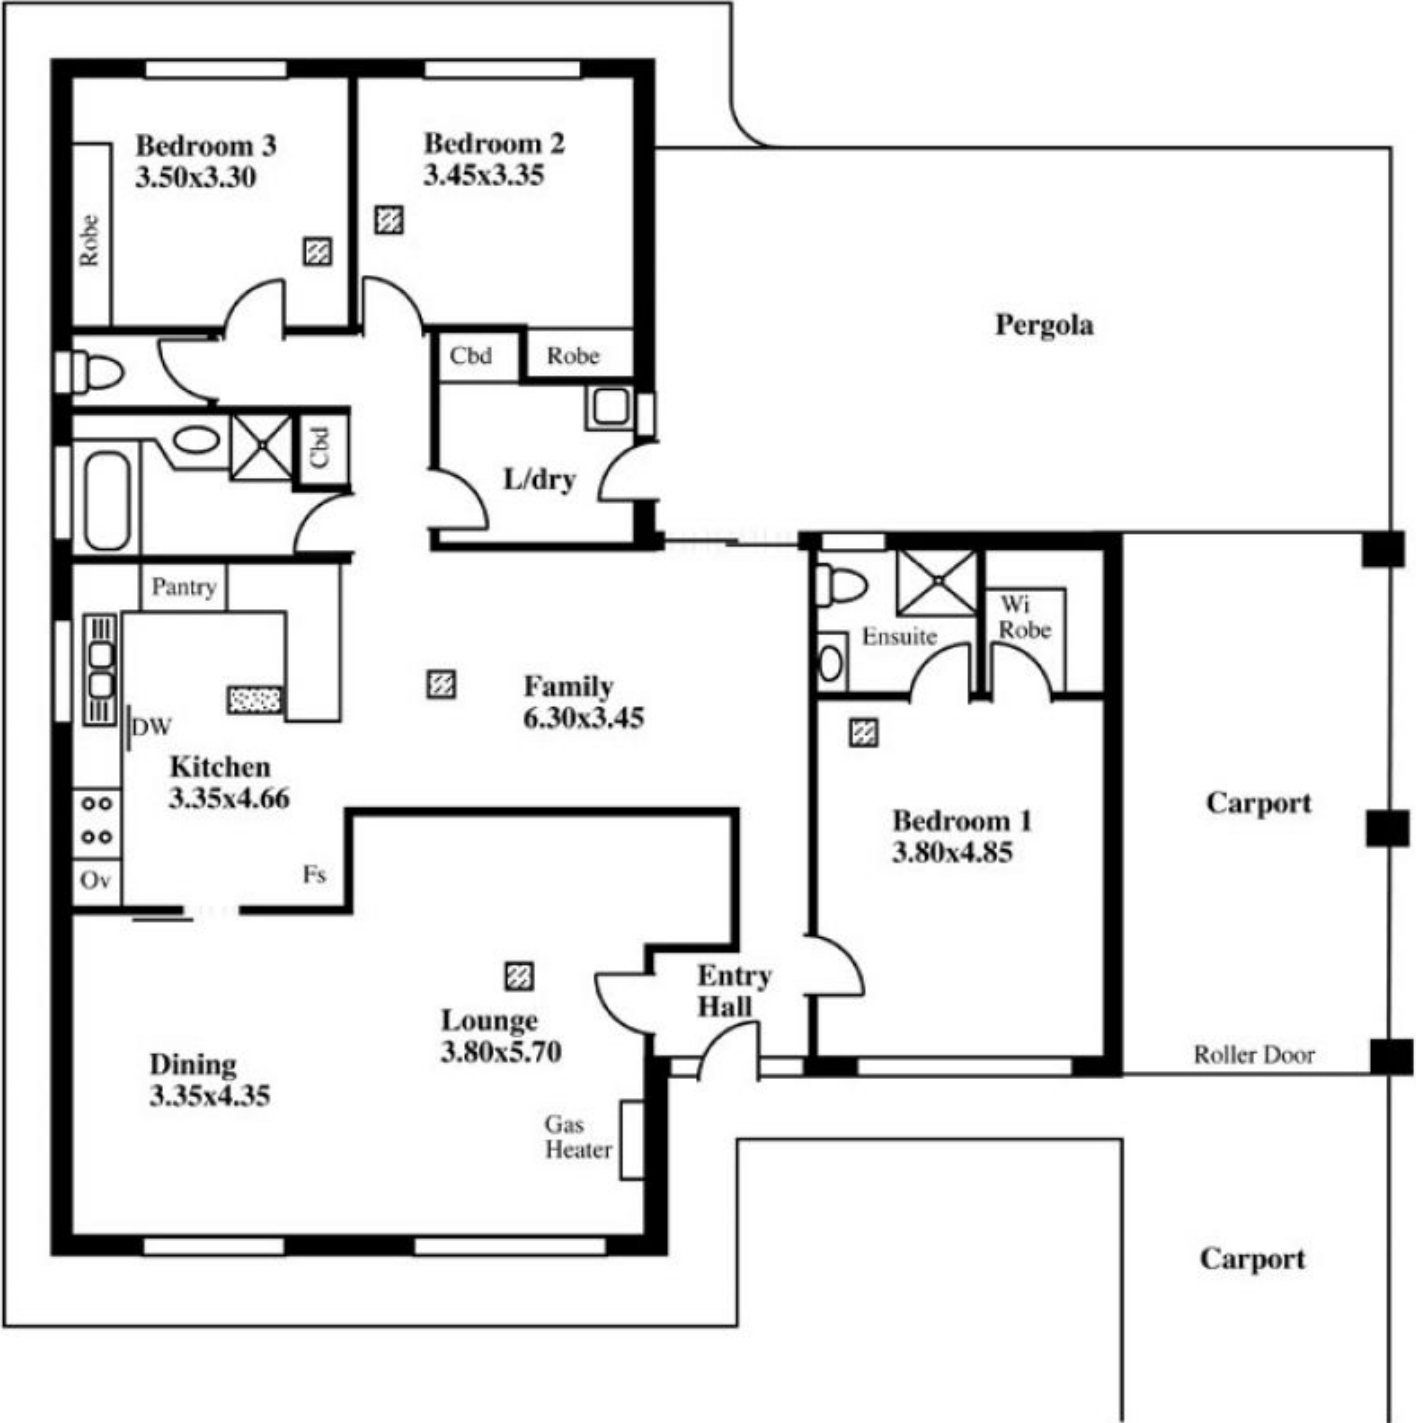 Bedroom 3
3.50x3.30
Bedroom 2
3.45x3.35
Robe
Pergola
Cbd
Robe
Cbd
L/dry
Pantry
Wi
Robe
Ensuite
Family
6.30x3.45
DW
Kitchen
3.35x4.66
Carport
Bedroom 1
3.80x4.85
Fs
Ov
Entry
Hall
Lounge
3.80x5.70
Roller Door
Dining
3.35x4.35
Gas
Heater
Carport